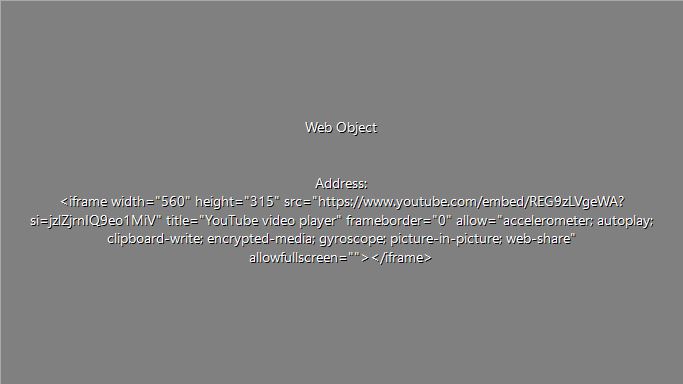 Web Object
Address:
<iframe width="560" height="315" src="https://www.youtube.com/embed/REG9zLVgeWA?
si=jzlZjrnIQ9eo1MiV" title="YouTube video player" frameborder="0" allow="accelerometer; autoplay;
clipboard-write; encrypted-media; gyroscope; picture-in-picture; web-share"
allowfullscreen=""></iframe>